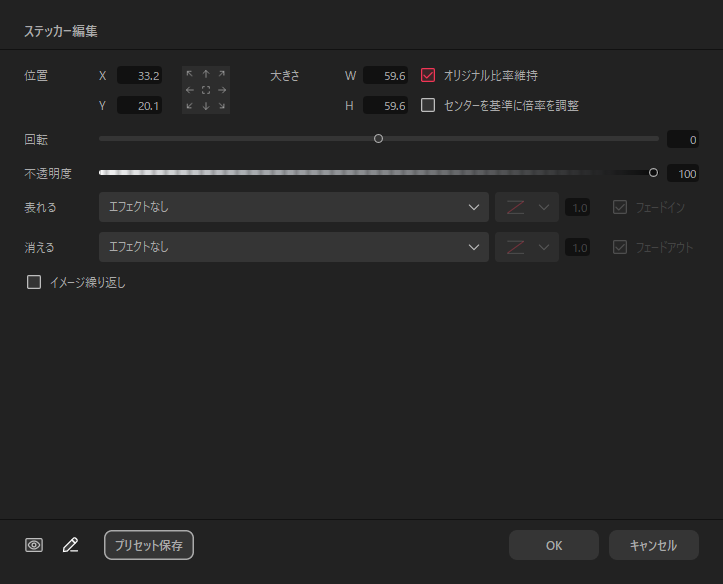 ステッカー編集
位置 X 33.2 大きさ W 59.6 オリジナル比率維持
Y 20.1 H 59.6 センターを基準に倍率を調整
回転 0
不透明度 100
表れる エフェクトなし 1.0 フェードイン
消える エフェクトなし 1.0 フェードアウト
イメージ繰り返し
プリセット保存 OK キャンセル